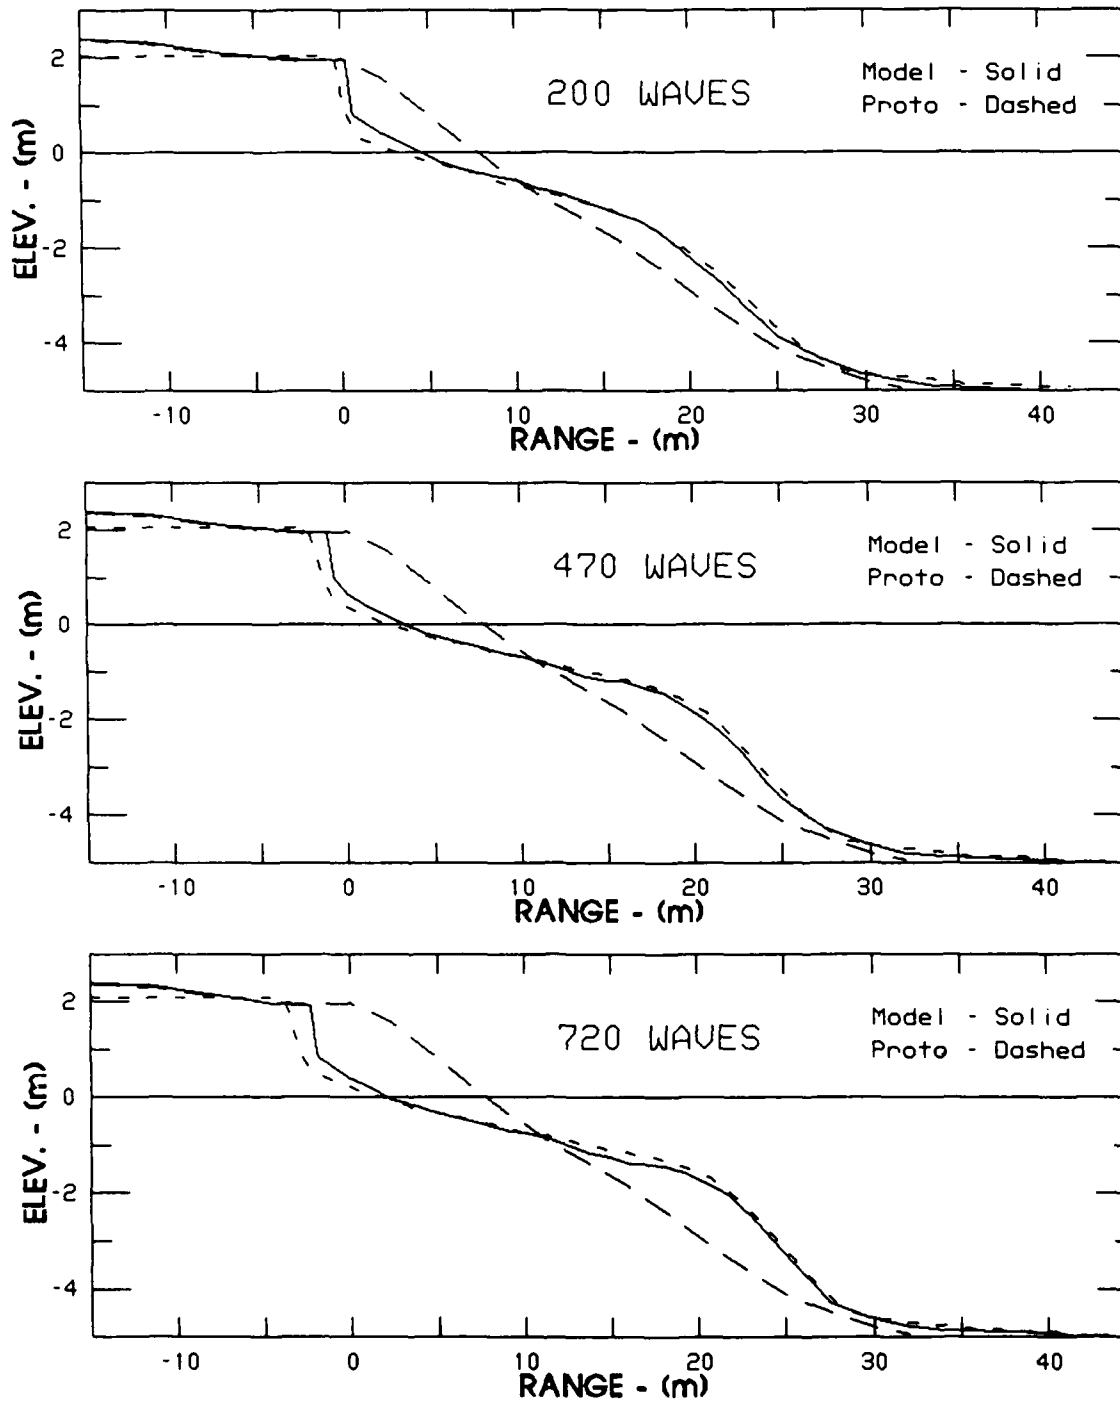 200 WAVES
Model - Solid
Proto - Dashed
ELEV. - (m)
2
0
-2
-4
-10 0 10 20 30 40
RANGE - (m)
470 WAVES
Model - Solid
Proto - Dashed
ELEV. - (m)
2
0
-2
-4
-10 0 10 20 30 40
RANGE - (m)
720 WAVES
Model - Solid
Proto - Dashed
ELEV. - (m)
2
0
-2
-4
-10 0 10 20 30 40
RANGE - (m)